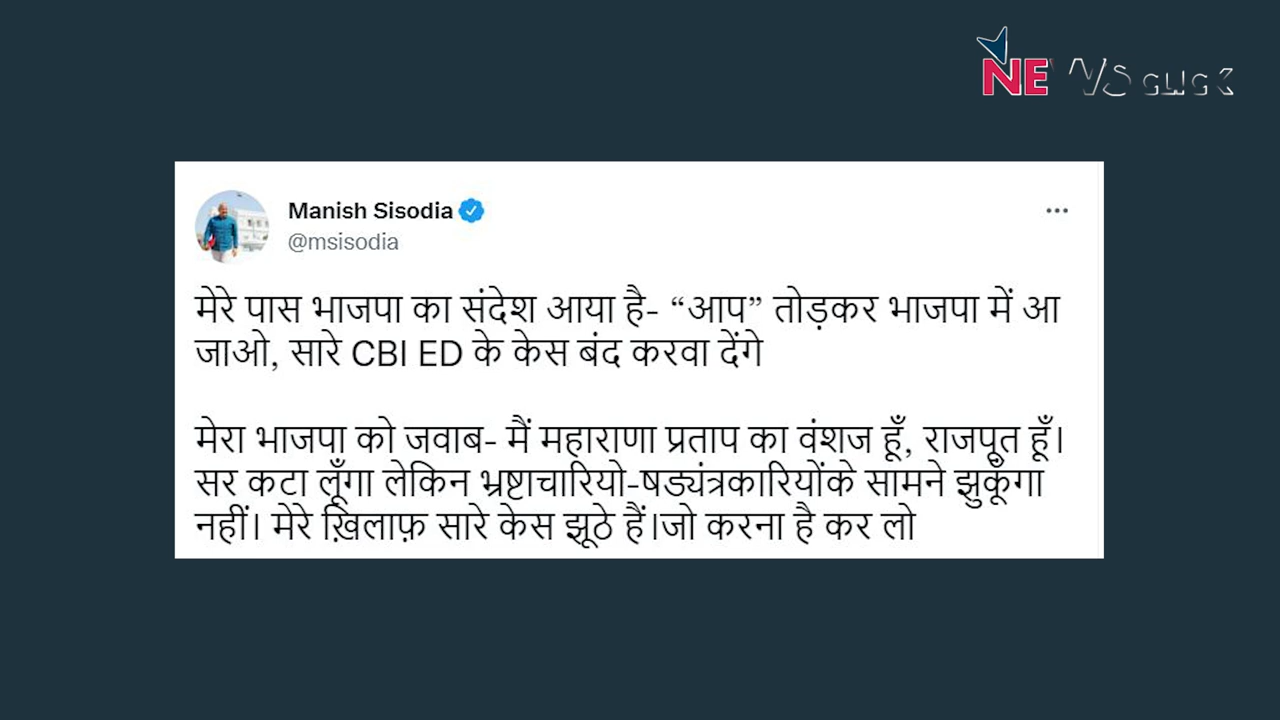 NEWSCLICK
Manish Sisodia
@msisodia
मेरे पास भाजपा का संदेश आया है- “आप” तोड़कर भाजपा में आ
जाओ, सारे CBI ED के केस बंद करवा देंगे
मेरा भाजपा को जवाब- मैं महाराणा प्रताप का वंशज हूँ, राजपूत हूँ।
सर कटा लूँगा लेकिन भ्रष्टाचारियो-षड्यंत्रकारियोंके सामने झुकूँगा
नहीं। मेरे ख़िलाफ़ सारे केस झूठे हैं।जो करना है कर लो